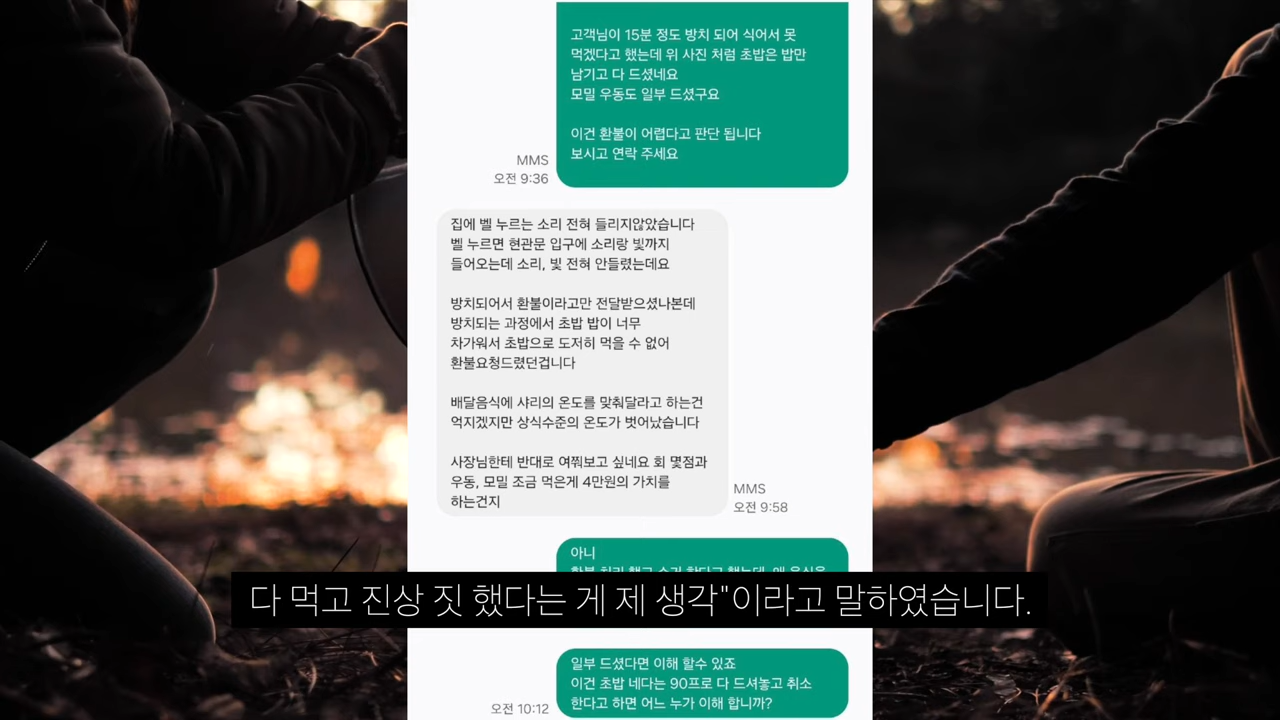 고객님이 15분 정도 방치 되어 식어서 못
먹겠다고 했는데 위 사진 처럼 초밥은 밥만
남기고 다 드셨네요
모밀 우동도 일부 드셨구요
이건 환불이 어렵다고 판단 됩니다
보시고 연락 주세요
MMS
오전 9:36
집에 벨 누르는 소리 전혀 들리지않았습니다
벨 누르면 현관문 입구에 소리랑 빛까지
들어오는데 소리, 빛 전혀 안들렸는데요
방치되어서 환불이라고만 전달받으셨나본데
방치되는 과정에서 초밥 밥이 너무
차가워서 초밥으로 도저히 먹을 수 없어
환불요청드렸던겁니다
배달음식에 샤리의 온도를 맞춰달라고 하는건
억지겠지만 상식수준의 온도가 벗어났습니다
사장님한테 반대로 여쭤보고 싶네요 회 몇점과
우동, 모밀 조금 먹은게 4만원의 가치를
하는건지
MMS
오전 9:58
아니
다 먹고 진상 짓 했다는 게 제 생각"이라고 말하였습니다.
일부 드셨다면 이해 할수 있죠
이건 초밥 네다는 90프로 다 드셔놓고 취소
한다고 하면 어느 누가 이해 합니까?
오전 10:12